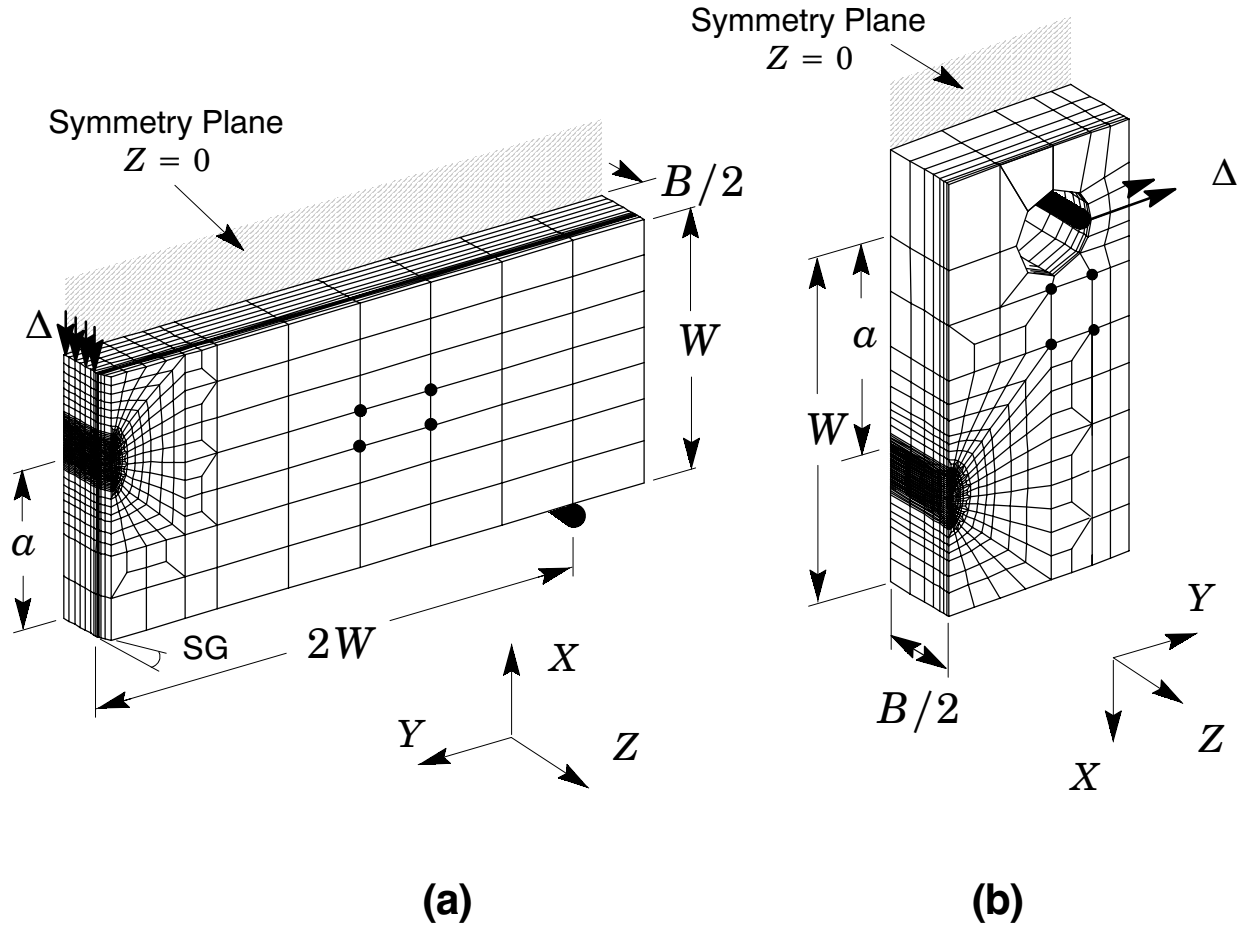 Symmetry Plane
Z = 0
B/2
Δ
W
a
SG
2W
X
Y
Z
(a)
Symmetry Plane
Z = 0
Δ
a
W
B/2
Y
Z
X
(b)